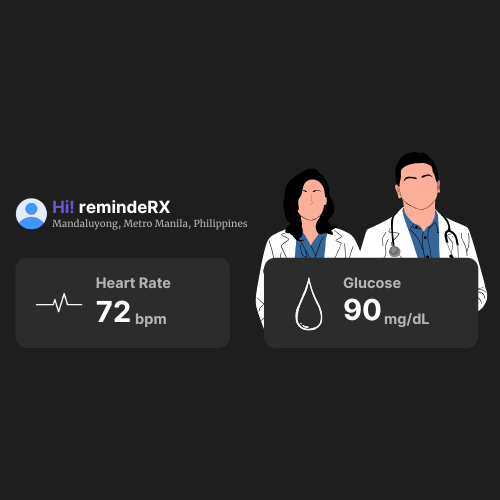 Hi! remindeRX
Mandaluyong, Metro Manila, Philippines
Heart Rate
72 bpm
Glucose
90 mg/dL